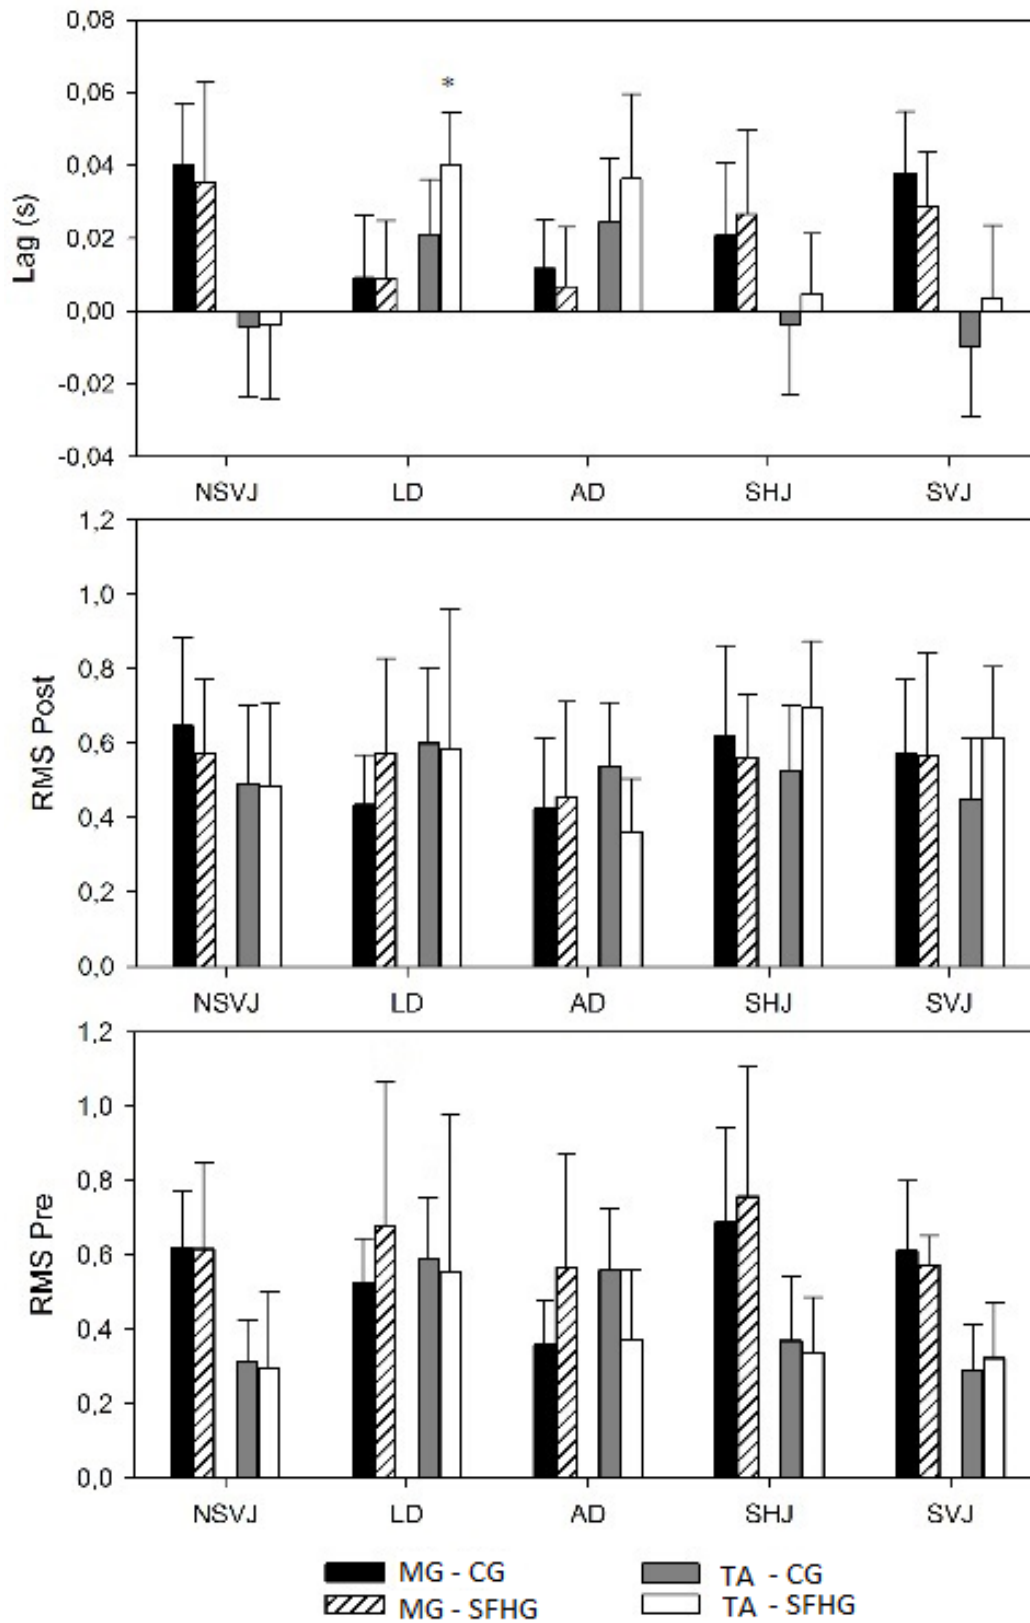 0,08
0,06
0,04
0,02
0,00
-0,02
-0,04
Lag (s)
*
NSVJ LD AD SHJ SVJ
1,2
1,0
0,8
0,6
0,4
0,2
0,0
RMS Post
NSVJ LD AD SHJ SVJ
1,2
1,0
0,8
0,6
0,4
0,2
0,0
RMS Pre
NSVJ LD AD SHJ SVJ
MG - CG TA - CG
MG - SFHG TA - SFHG